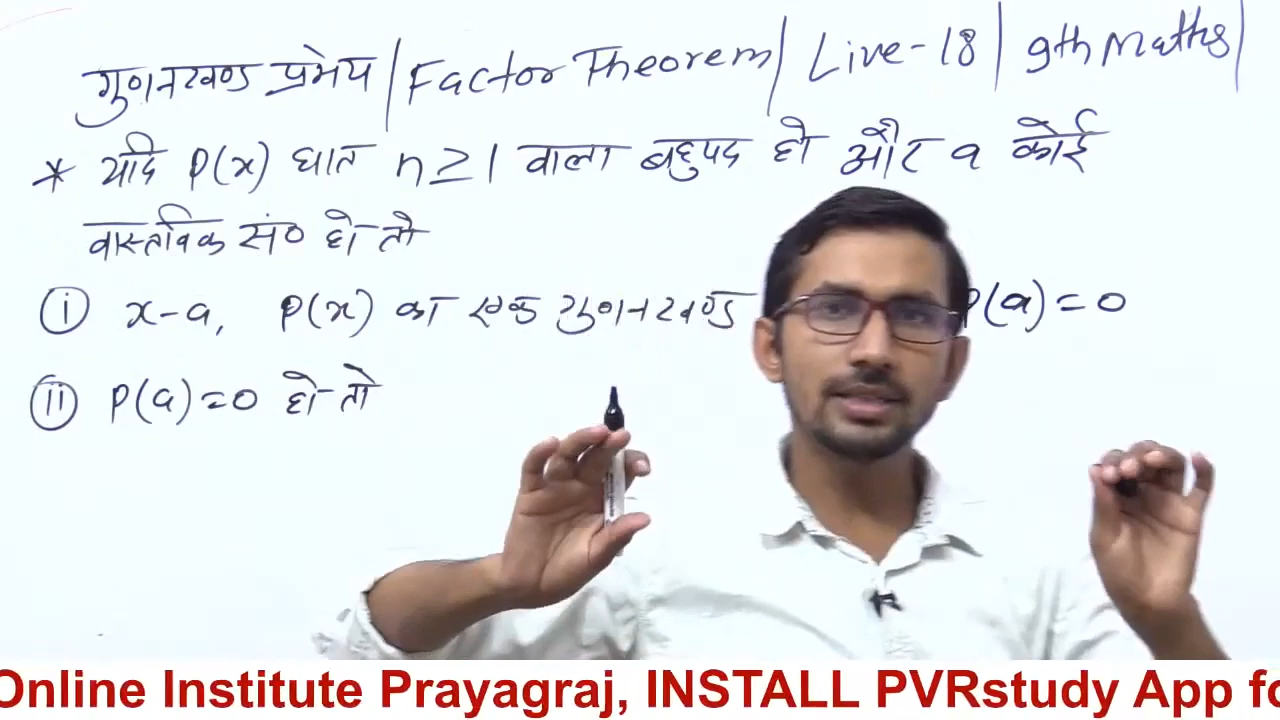 गुणनखण्ड प्रमेय | Factor Theorem | Live-18 | 9th Maths |
* यदि P(x) घात n ≥ 1 वाला बहुपद हो और a कोई
वास्तविक सं० हो तो
(i) x-a, P(x) का एक गुणनखण्ड P(a)=0
(ii) P(a)=0 हो तो
Online Institute Prayagraj, INSTALL PVRstudy App fo